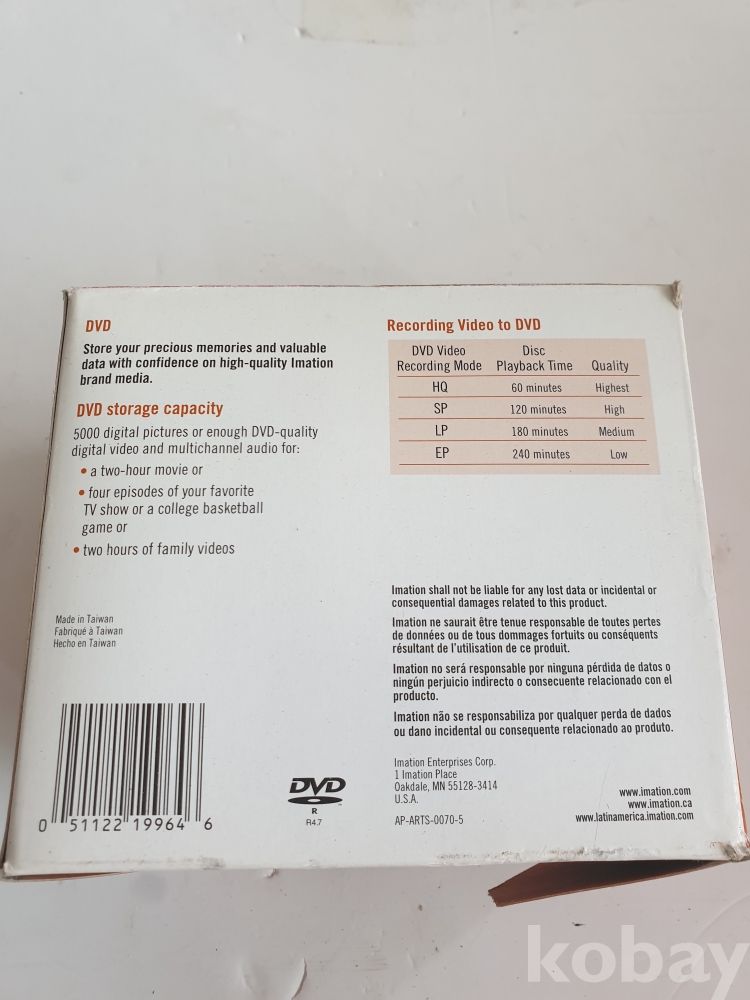 DVD
Store your precious memories and valuable
data with confidence on high-quality Imation
brand media.
DVD storage capacity
5000 digital pictures or enough DVD-quality
digital video and multichannel audio for:
• a two-hour movie or
• four episodes of your favorite
TV show or a college basketball
game or
• two hours of family videos
Made in Taiwan
Fabriqué à Taiwan
Hecho en Taiwan
0 51122 19964 6
DVD
R
R4.7
Recording Video to DVD
DVD Video Disc
Recording Mode Playback Time Quality
HQ 60 minutes Highest
SP 120 minutes High
LP 180 minutes Medium
EP 240 minutes Low
Imation shall not be liable for any lost data or incidental or
consequential damages related to this product.
Imation ne saurait être tenue responsable de toutes pertes
de données ou de tous dommages fortuits ou conséquents
résultant de l'utilisation de ce produit.
Imation no será responsable por ninguna pérdida de datos o
ningún perjuicio indirecto o consecuente relacionado con el
producto.
Imation não se responsabiliza por qualquer perda de dados
ou dano incidental ou consequente relacionado ao produto.
Imation Enterprises Corp.
1 Imation Place
Oakdale, MN 55128-3414
U.S.A.
AP-ARTS-0070-5
www.imation.com
www.imation.ca
www.latinamerica.imation.com
kobay